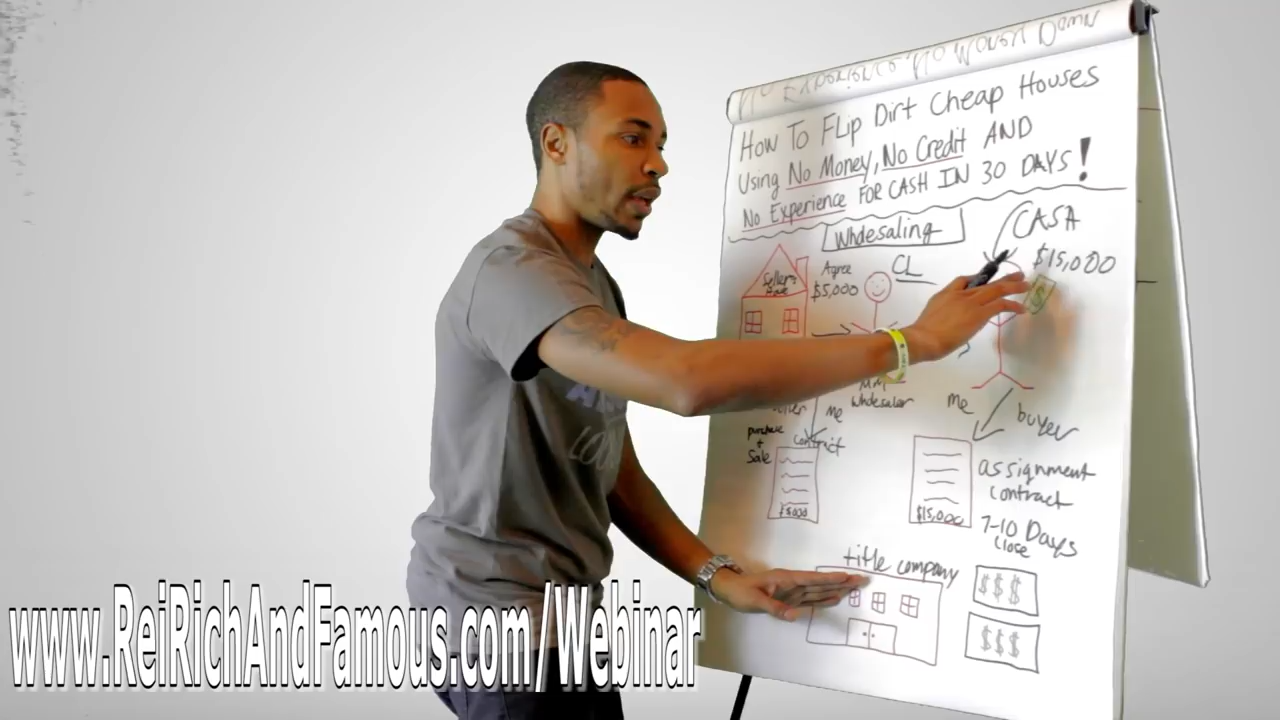 No Experience, No Money Down
How To FLip Dirt Cheap Houses
Using No Money, No Credit AND
No Experience FOR CASH IN 30 DAYS!
Wholesaling
CASH
$15,000
CL
Agree
$5,000
Sellers
Me
Wholesaler
me
buyer
purchase
+
Sale
contract
assignment
contract
$5000
$15,000
7-10 Days
Close
title company
$$$
$$$
www.ReiRichAndFamous.com/Webinar